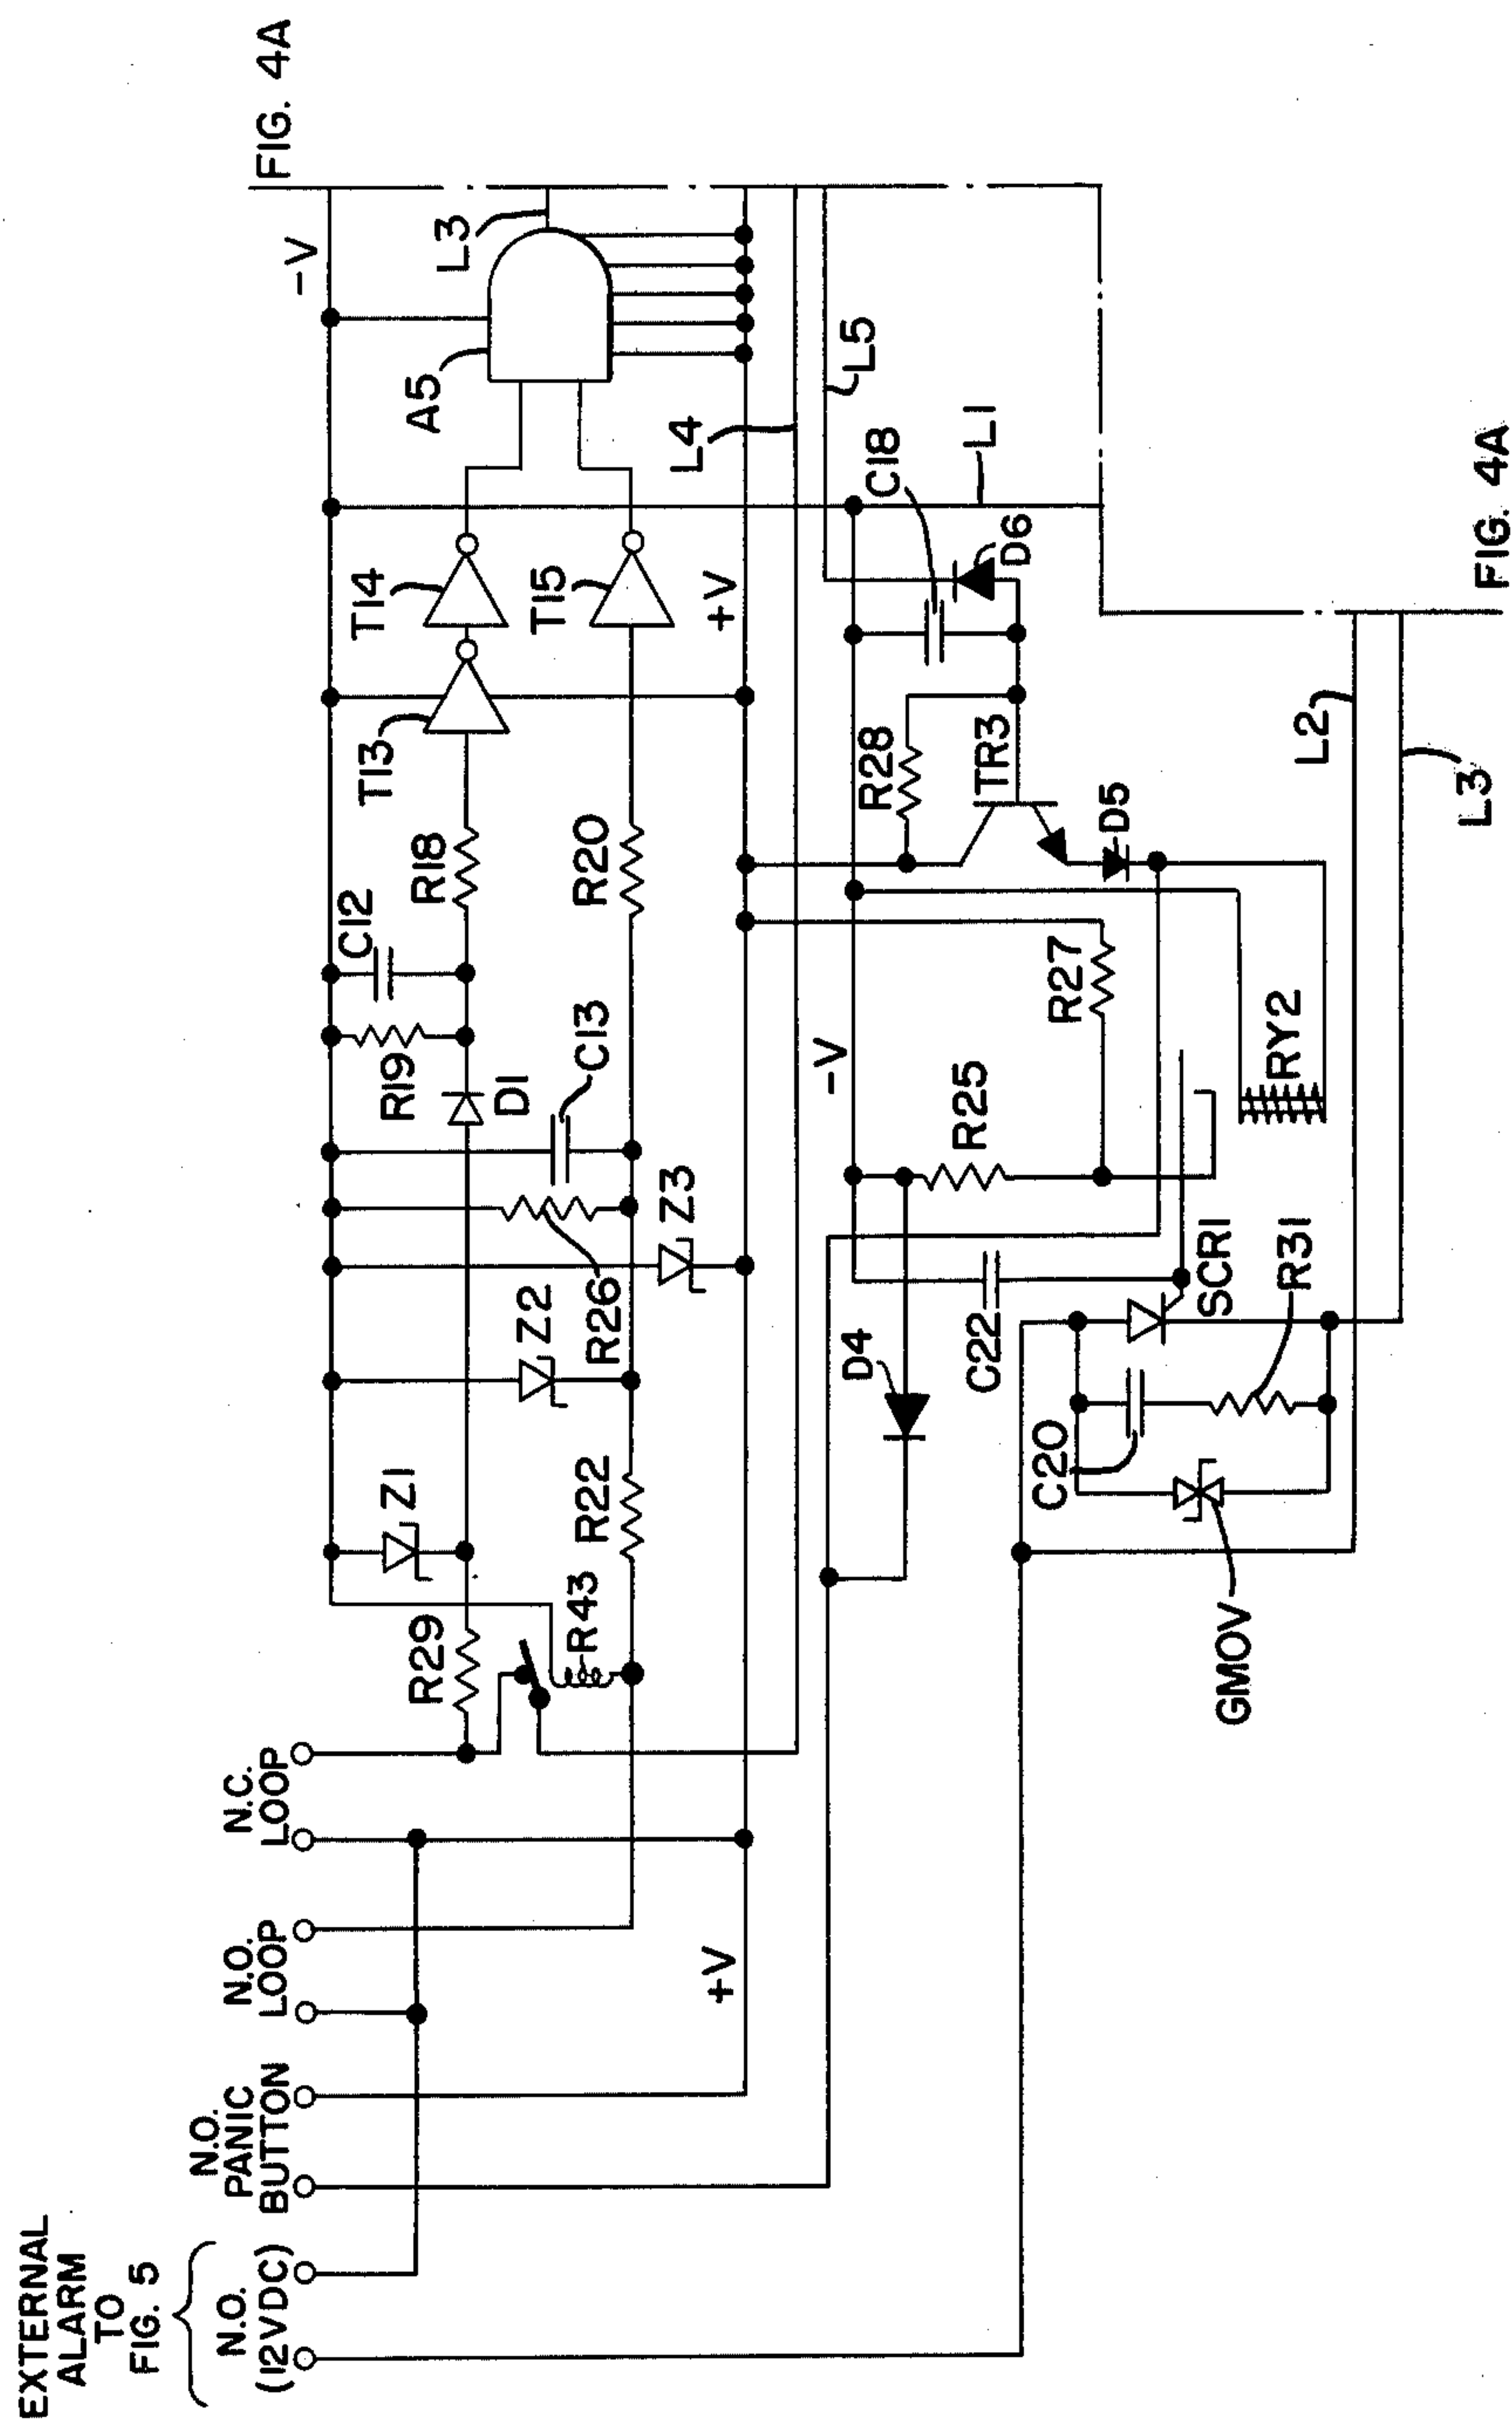 EXTERNAL
ALARM
TO
FIG. 5
N.O.
(12VDC)
N.O.
PANIC
BUTTON
N.O.
LOOP
N.C.
LOOP
FIG. 4A
-V
L3
A5
T14
T15
T13
+V
L4
L5
L1
C18
D6
R18
C12
R19
D1
R20
C13
Z3
R26
Z2
Z1
R22
R43
R29
+V
R28
TR3
D5
-V
R27
R25
RY2
D4
C22
SCR1
R31
C20
GMOV
L2
L3
FIG. 4A